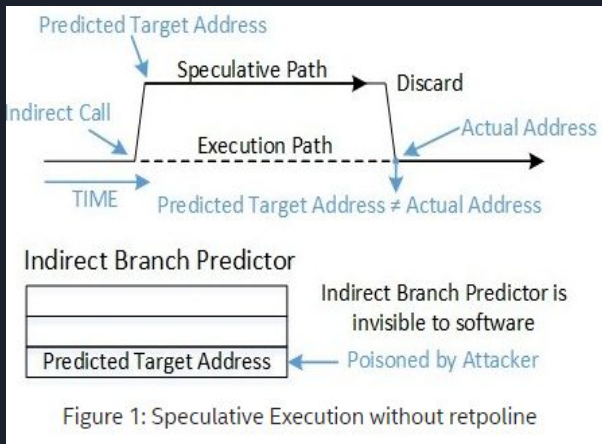 Predicted Target Address
Speculative Path
Discard
Indirect Call
Execution Path
Actual Address
TIME
Predicted Target Address ≠ Actual Address
Indirect Branch Predictor
Indirect Branch Predictor is
invisible to software
Predicted Target Address
Poisoned by Attacker
Figure 1: Speculative Execution without retpoline